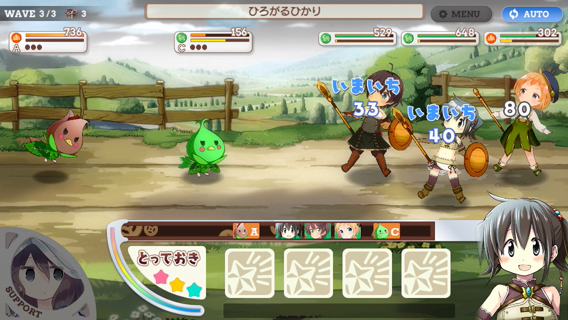 WAVE 3/3 3
ひろがるひかり
MENU
AUTO
736
A
156
C
529
648
302
いまいち
33
いまいち
40
80
A
C
とっておき
SUPPORT